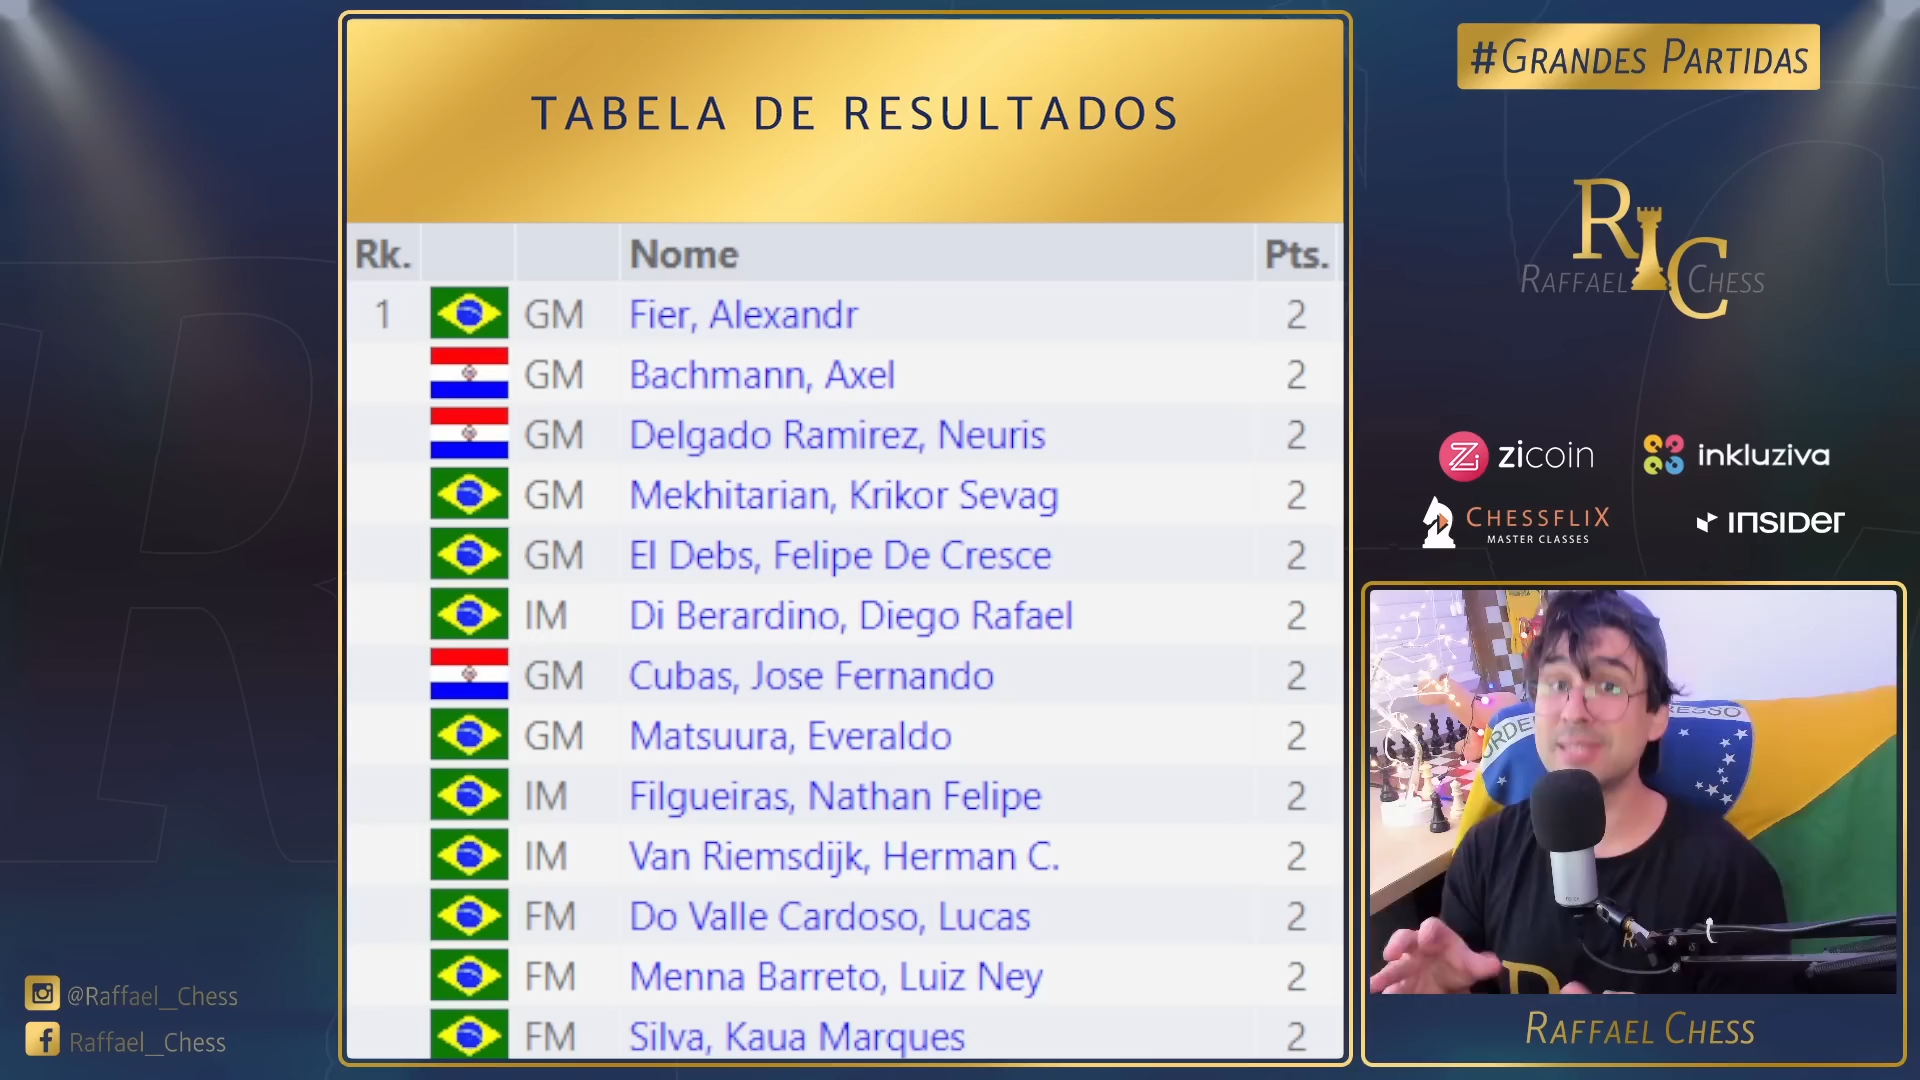 TABELA DE RESULTADOS
Rk. Nome Pts.
1 GM Fier, Alexandr 2
GM Bachmann, Axel 2
GM Delgado Ramirez, Neuris 2
GM Mekhitarian, Krikor Sevag 2
GM El Debs, Felipe De Cresce 2
IM Di Berardino, Diego Rafael 2
GM Cubas, Jose Fernando 2
GM Matsuura, Everaldo 2
IM Filgueiras, Nathan Felipe 2
IM Van Riemsdijk, Herman C. 2
FM Do Valle Cardoso, Lucas 2
FM Menna Barreto, Luiz Ney 2
FM Silva, Kaua Marques 2
#GRANDES PARTIDAS
R C
RAFFAEL CHESS
zicoin
inkluziva
CHESSFLIX
MASTER CLASSES
INSIDER
ORDE
RESSO
RAFFAEL CHESS
@Raffael__Chess
Raffael__Chess